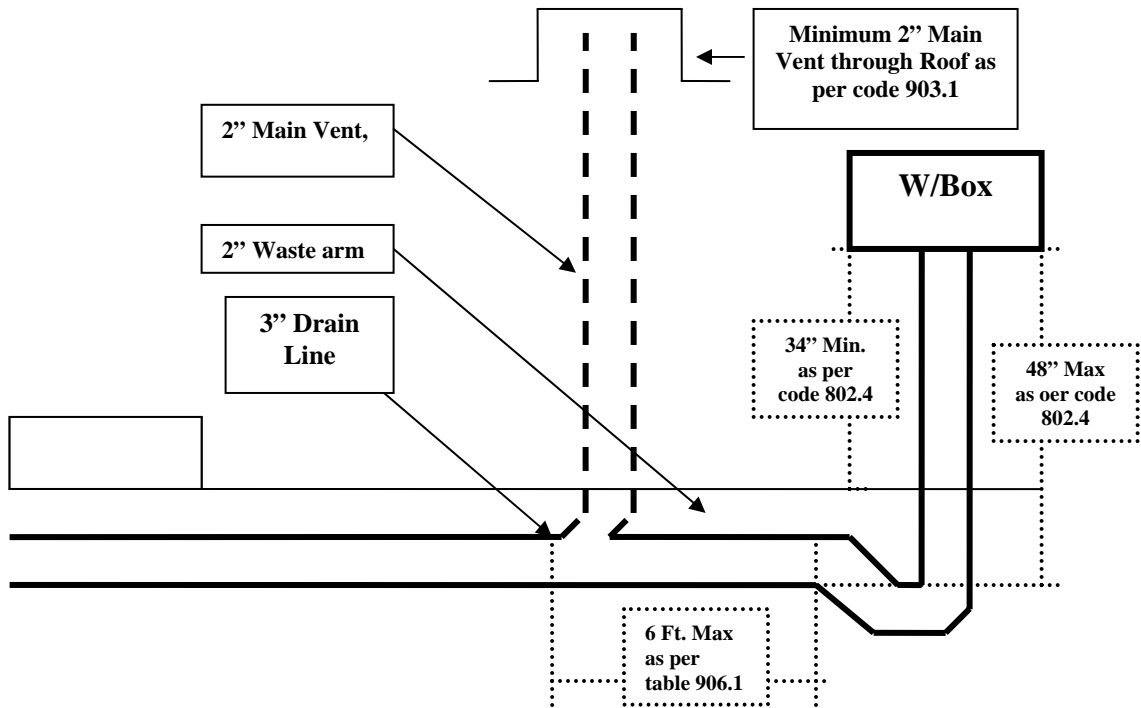 Minimum 2” Main
Vent through Roof as
per code 903.1
2” Main Vent,
W/Box
2” Waste arm
3” Drain
Line
34” Min.
as per
code 802.4
48” Max
as oer code
802.4
6 Ft. Max
as per
table 906.1